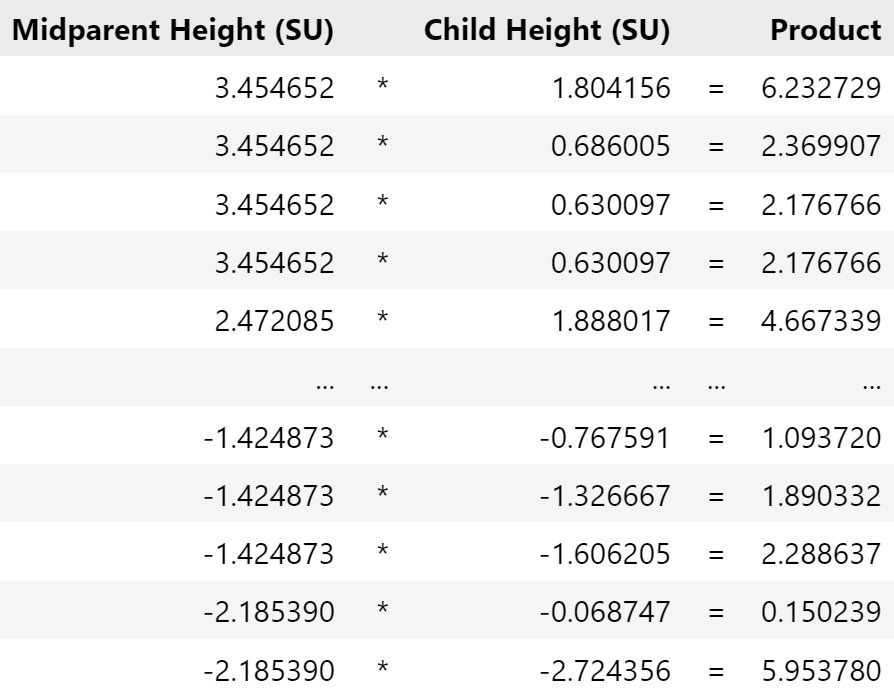 Midparent Height (SU) Child Height (SU) Product
3.454652 * 1.804156 = 6.232729
3.454652 * 0.686005 = 2.369907
3.454652 * 0.630097 = 2.176766
3.454652 * 0.630097 = 2.176766
2.472085 * 1.888017 = 4.667339
... ... ... ... ...
-1.424873 * -0.767591 = 1.093720
-1.424873 * -1.326667 = 1.890332
-1.424873 * -1.606205 = 2.288637
-2.185390 * -0.068747 = 0.150239
-2.185390 * -2.724356 = 5.953780